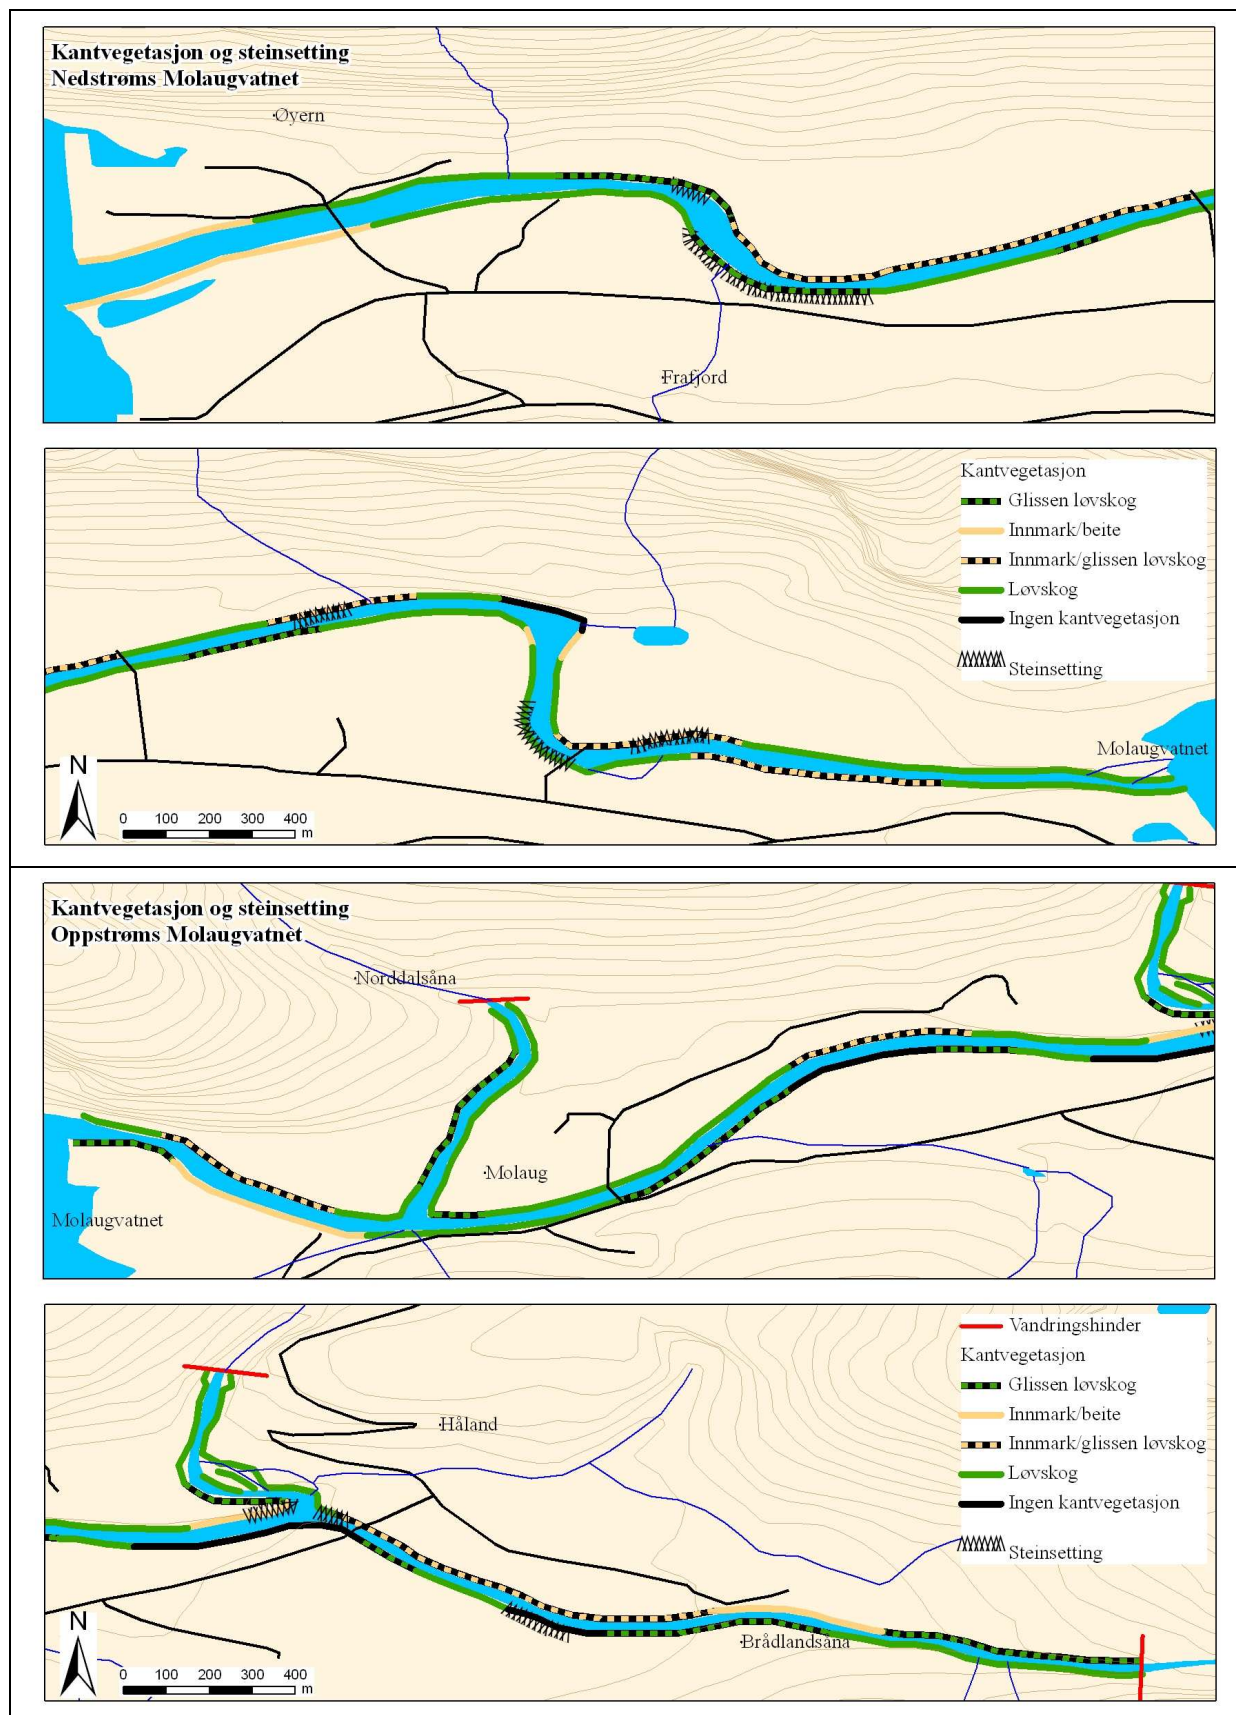 Kantvegetasjon og steinsetting
Nedstrøms Molaugvatnet
Øyern
Frafjord
Kantvegetasjon
Glissen løvskog
Innmark/beite
Innmark/glissen løvskog
Løvskog
Ingen kantvegetasjon
Steinsetting
Molaugvatnet
N
0 100 200 300 400
m
Kantvegetasjon og steinsetting
Oppstrøms Molaugvatnet
Norddalsåna
Molaug
Molaugvatnet
Vandringshinder
Kantvegetasjon
Glissen løvskog
Innmark/beite
Innmark/glissen løvskog
Løvskog
Ingen kantvegetasjon
Steinsetting
Håland
Brådlandsåna
N
0 100 200 300 400
m